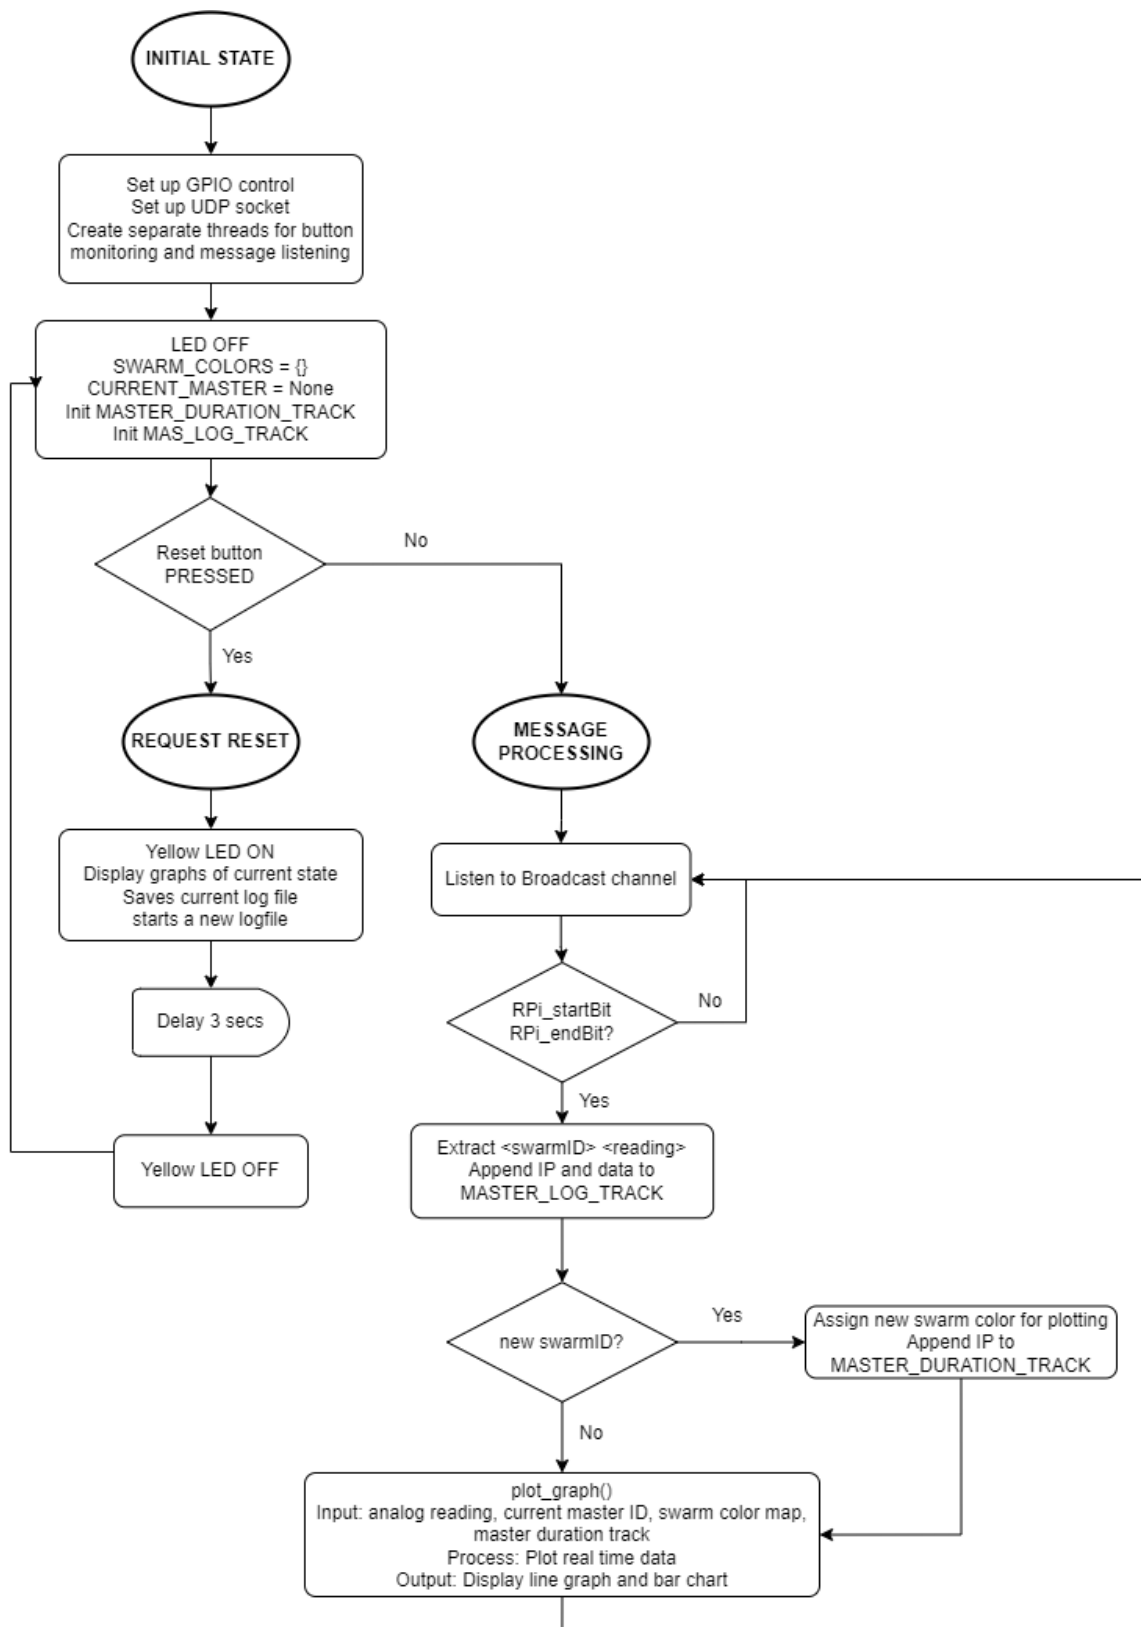 INITIAL STATE
Set up GPIO control
Set up UDP socket
Create separate threads for button
monitoring and message listening
LED OFF
SWARM_COLORS = {}
CURRENT_MASTER = None
Init MASTER_DURATION_TRACK
Init MAS_LOG_TRACK
Reset button
PRESSED
No
Yes
REQUEST RESET
MESSAGE
PROCESSING
Yellow LED ON
Display graphs of current state
Saves current log file
starts a new logfile
Listen to Broadcast channel
Delay 3 secs
RPi_startBit
RPi_endBit?
No
Yes
Yellow LED OFF
Extract <swarmID> <reading>
Append IP and data to
MASTER_LOG_TRACK
new swarmID?
Yes
Assign new swarm color for plotting
Append IP to
MASTER_DURATION_TRACK
No
plot_graph()
Input: analog reading, current master ID, swarm color map,
master duration track
Process: Plot real time data
Output: Display line graph and bar chart